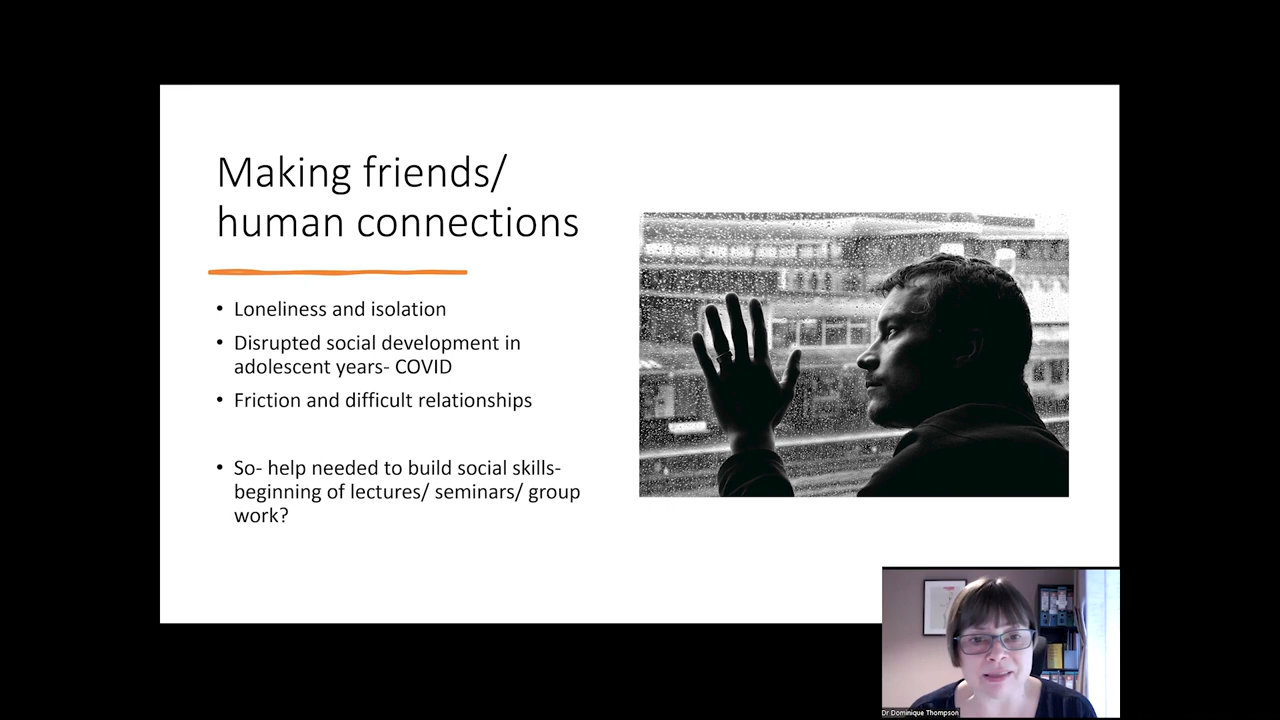 Making friends/
human connections
• Loneliness and isolation
• Disrupted social development in
adolescent years- COVID
• Friction and difficult relationships
• So- help needed to build social skills-
beginning of lectures/ seminars/ group
work?
Dr Dominique Thompson